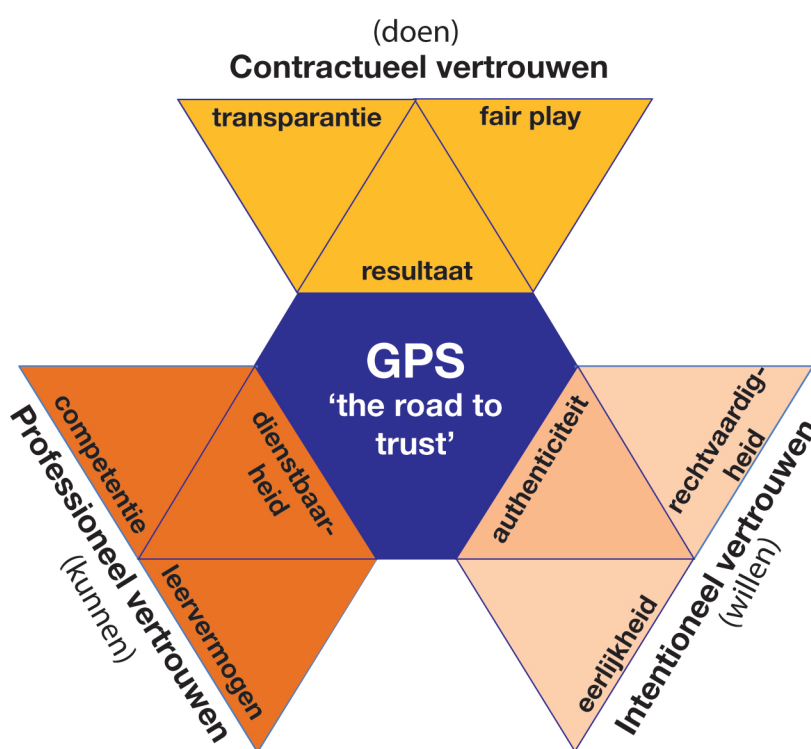 (doen)
Contractueel vertrouwen
transparantie
fair play
resultaat
GPS
‘the road to
trust’
competentie
dienstbaar-
heid
leervermogen
Professioneel vertrouwen
(kunnen)
authenticiteit
rechtvaardig-
heid
eerlijkheid
Intentioneel vertrouwen
(willen)